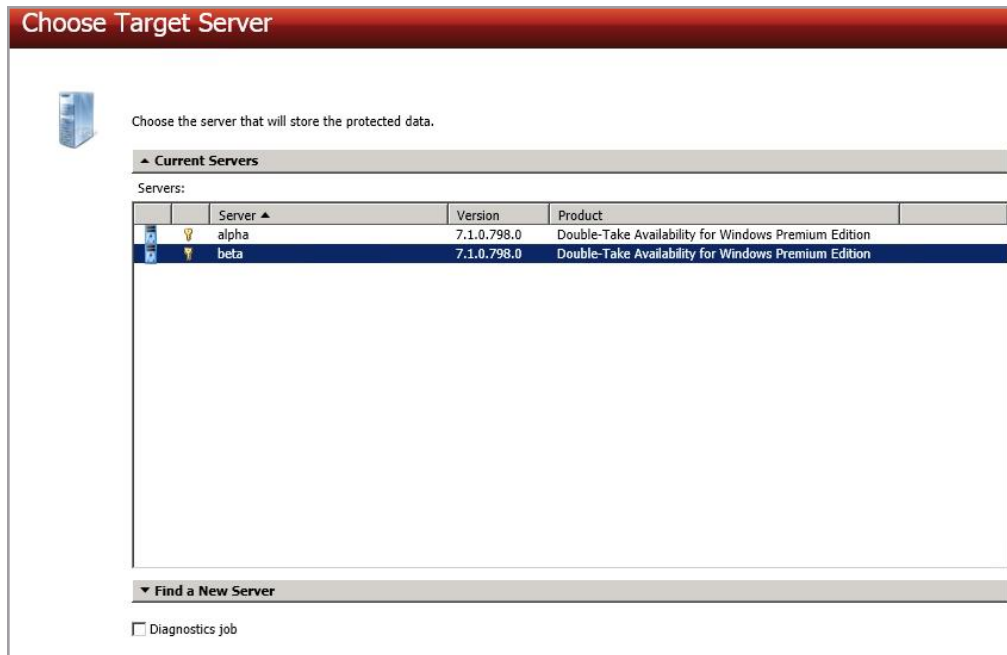 Choose Target Server
Choose the server that will store the protected data.
▲ Current Servers
Servers:
Server ▲ Version Product
alpha 7.1.0.798.0 Double-Take Availability for Windows Premium Edition
beta 7.1.0.798.0 Double-Take Availability for Windows Premium Edition
▼ Find a New Server
Diagnostics job